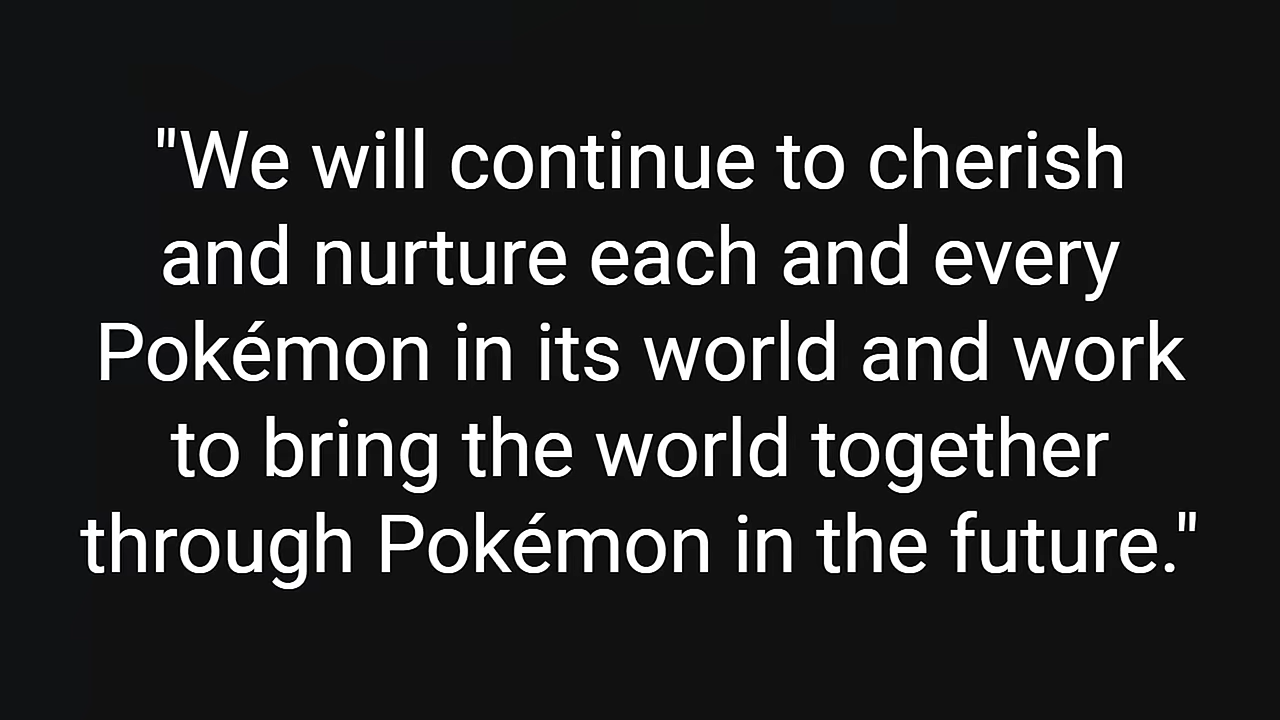 "We will continue to cherish
and nurture each and every
Pokémon in its world and work
to bring the world together
through Pokémon in the future."